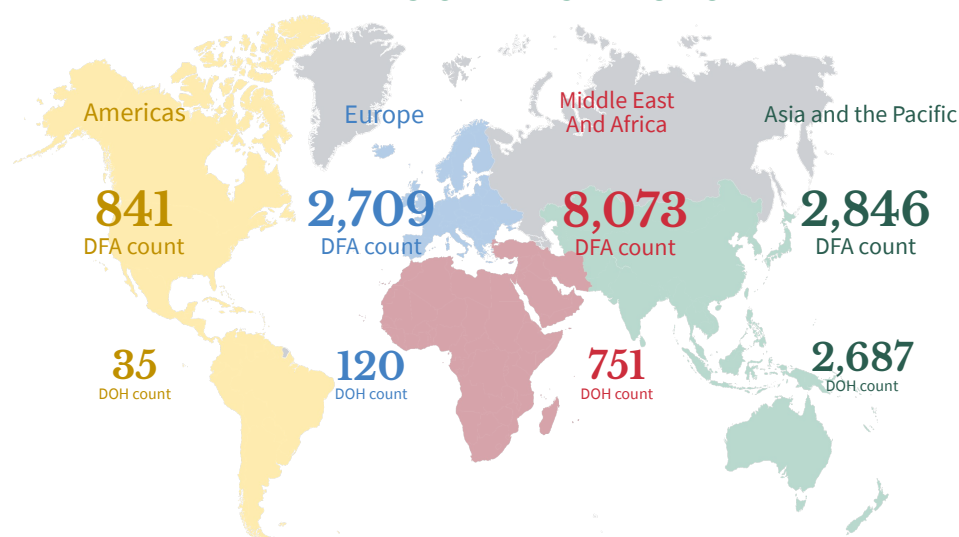 Americas
841
DFA count
35
DOH count
Europe
2,709
DFA count
120
DOH count
Middle East
And Africa
8,073
DFA count
751
DOH count
Asia and the Pacific
2,846
DFA count
2,687
DOH count